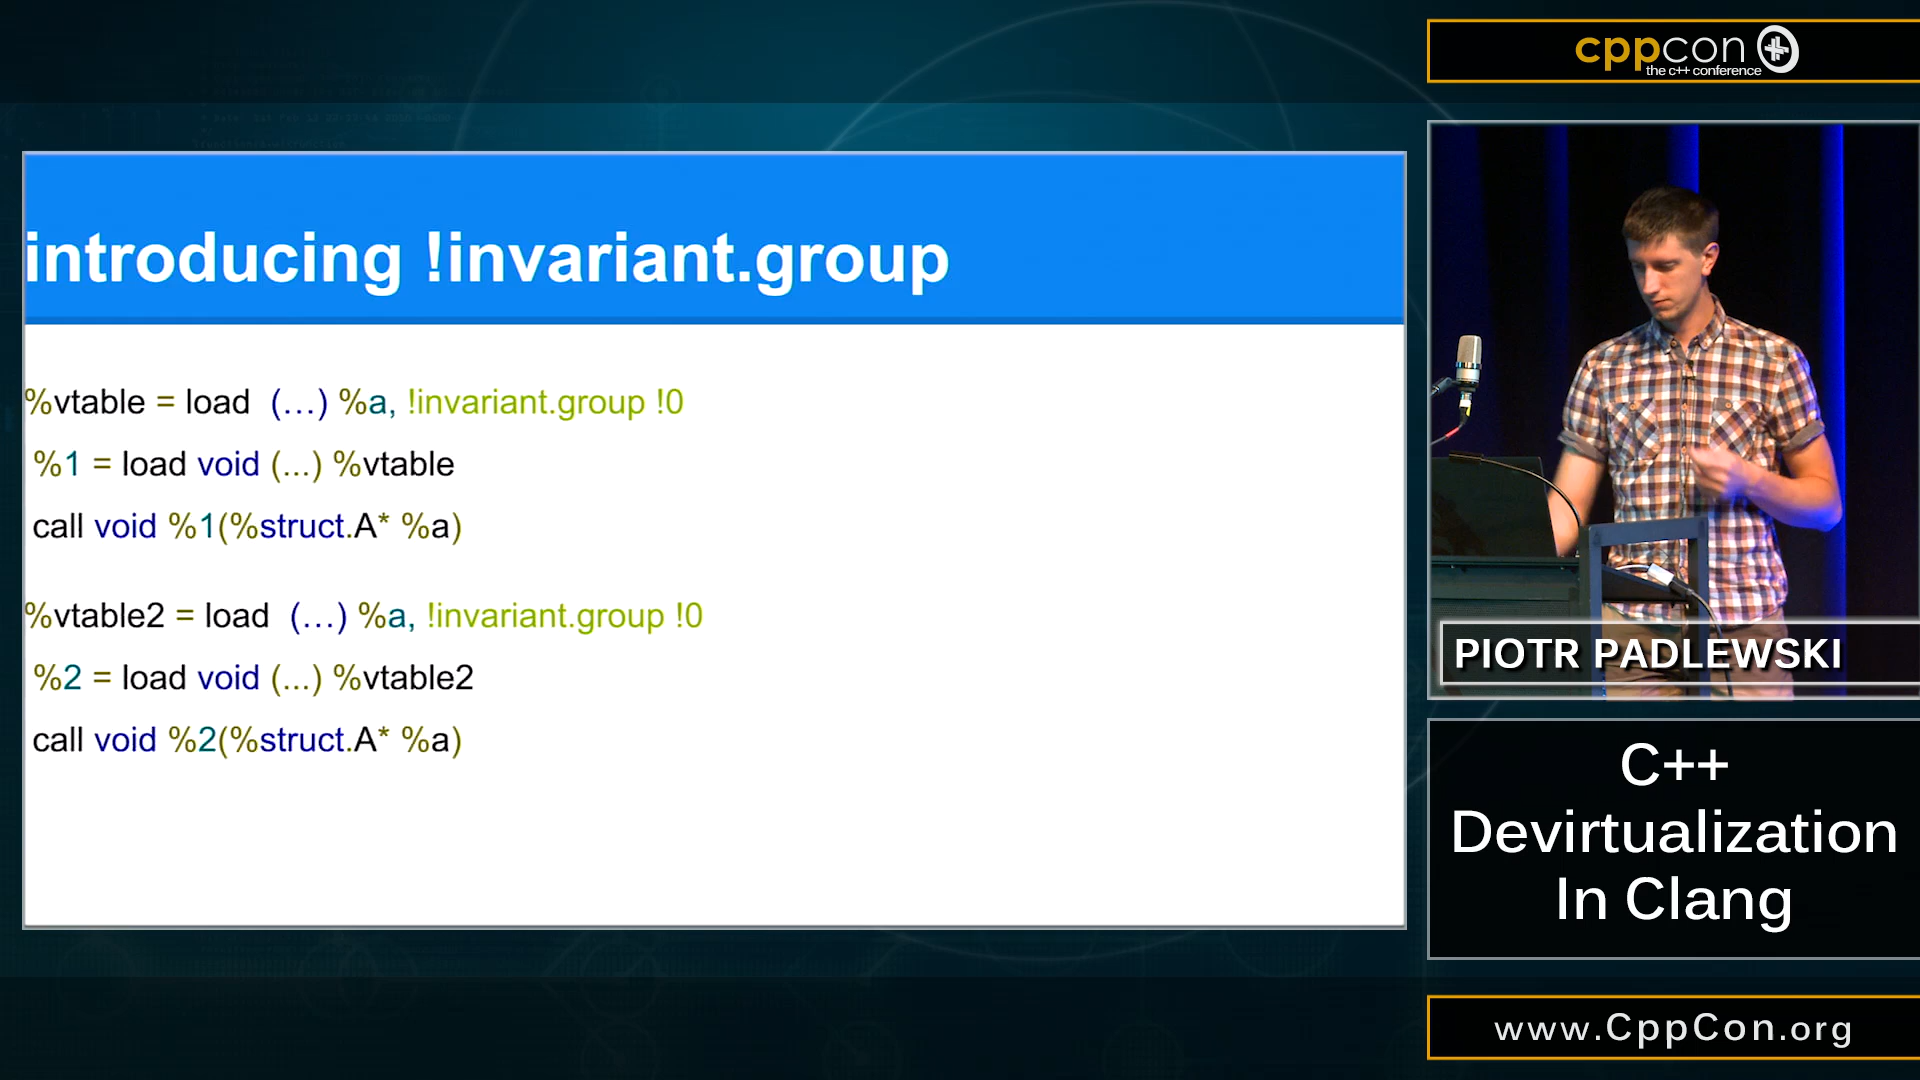 cppcon
the c++ conference
introducing !invariant.group
%vtable = load (…) %a, !invariant.group !0
%1 = load void (...) %vtable
call void %1(%struct.A* %a)
%vtable2 = load (…) %a, !invariant.group !0
%2 = load void (...) %vtable2
call void %2(%struct.A* %a)
PIOTR PADLEWSKI
C++
Devirtualization
In Clang
www.CppCon.org